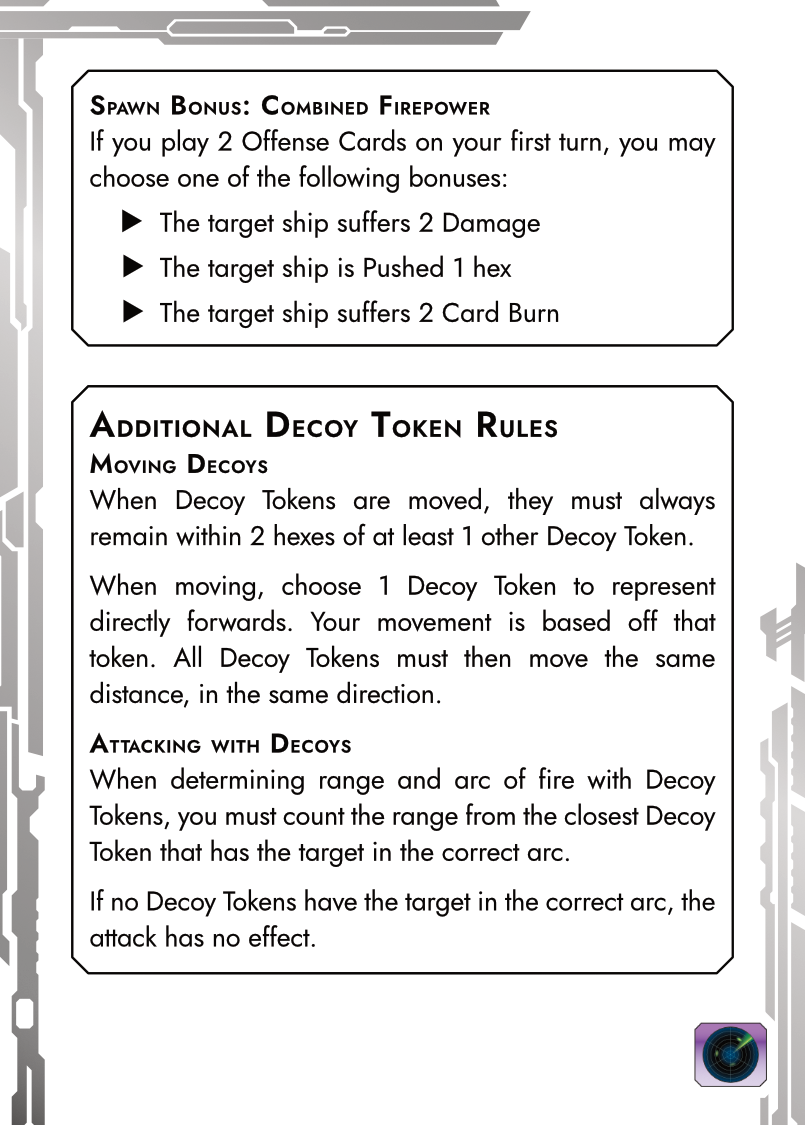 Spawn Bonus: Combined Firepower
If you play 2 Offense Cards on your first turn, you may
choose one of the following bonuses:
▶ The target ship suffers 2 Damage
▶ The target ship is Pushed 1 hex
▶ The target ship suffers 2 Card Burn
Additional Decoy Token Rules
Moving Decoys
When Decoy Tokens are moved, they must always
remain within 2 hexes of at least 1 other Decoy Token.
When moving, choose 1 Decoy Token to represent
directly forwards. Your movement is based off that
token. All Decoy Tokens must then move the same
distance, in the same direction.
Attacking with Decoys
When determining range and arc of fire with Decoy
Tokens, you must count the range from the closest Decoy
Token that has the target in the correct arc.
If no Decoy Tokens have the target in the correct arc, the
attack has no effect.